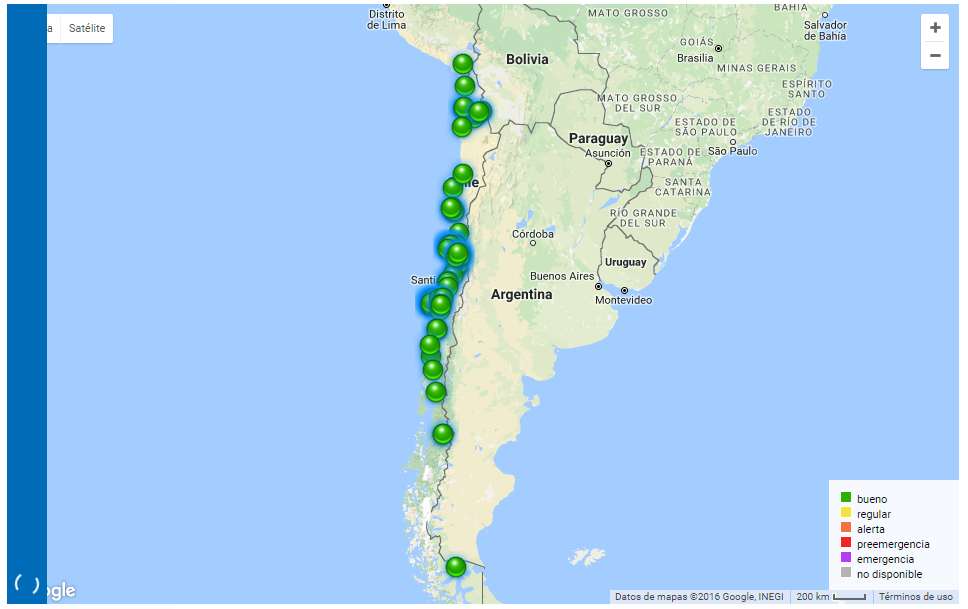 a Satélite
Distrito
de Lima
MATO GROSSO
BAHÍA
Salvador
de Bahía
+
GOIÁS
Brasilia
−
Bolivia
MINAS GERAIS
ESPÍRITO
SANTO
MATO GROSSO
DEL SUR
ESTADO
DE RÍO DE
JANEIRO
ESTADO DE
SÃO PAULO
Paraguay
Asunción
São Paulo
ESTADO DE
PARANÁ
le
SANTA
CATARINA
RÍO GRANDE
DEL SUR
Córdoba
Uruguay
Santi
Buenos Aires
Argentina
Montevideo
bueno
regular
alerta
preemergencia
emergencia
no disponible
ogle
Datos de mapas ©2016 Google, INEGI
200 km
Términos de uso